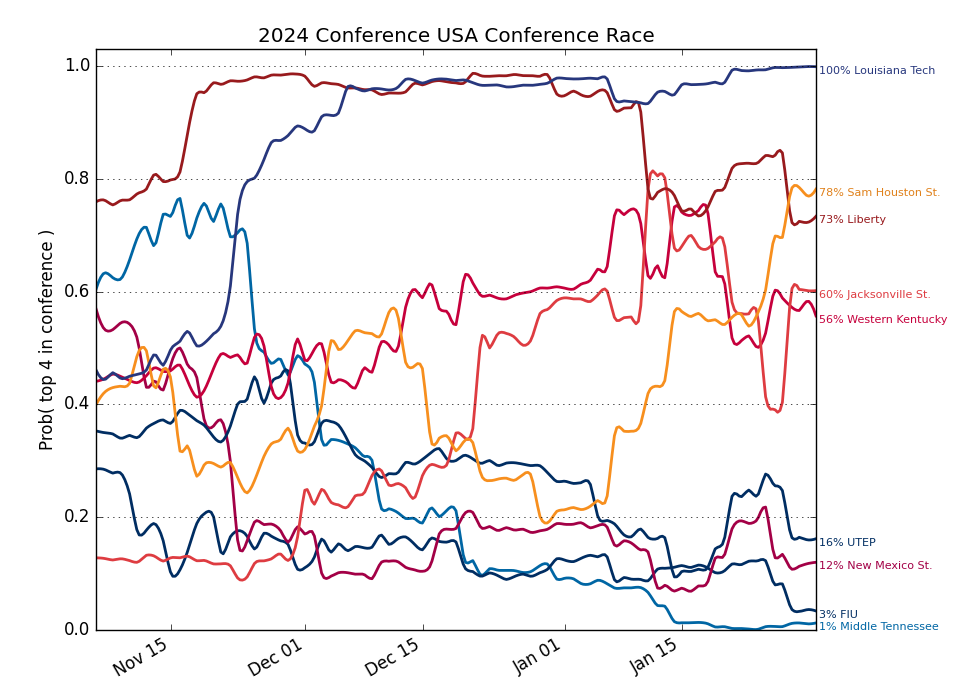 2024 Conference USA Conference Race
Prob( top 4 in conference )
1.0
0.8
0.6
0.4
0.2
0.0
Nov 15
Dec 01
Dec 15
Jan 01
Jan 15
100% Louisiana Tech
78% Sam Houston St.
73% Liberty
60% Jacksonville St.
56% Western Kentucky
16% UTEP
12% New Mexico St.
3% FIU
1% Middle Tennessee